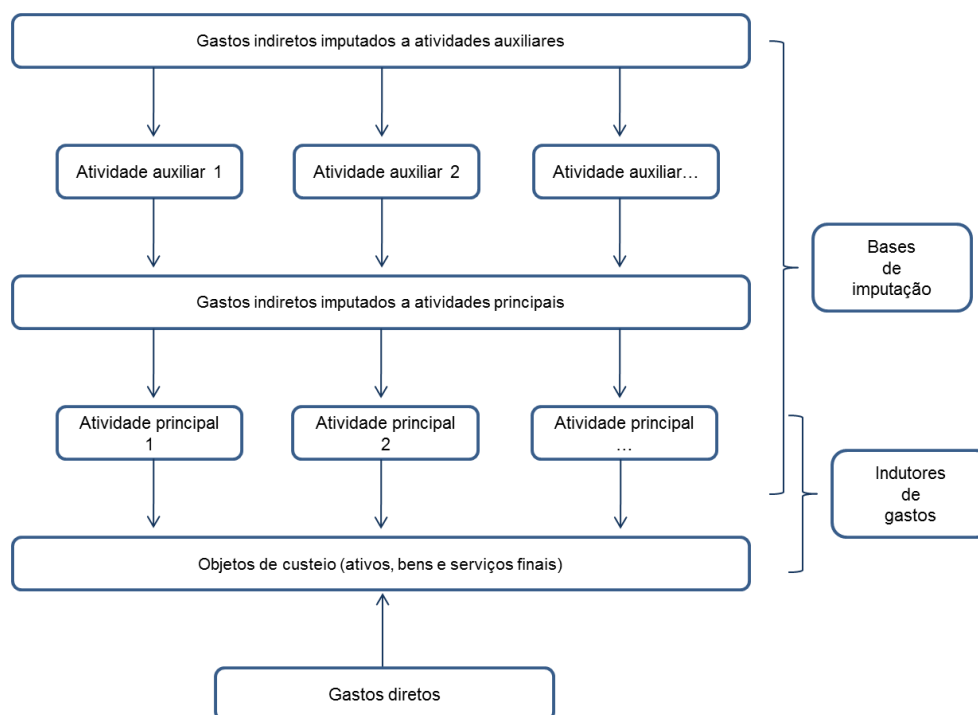 Gastos indiretos imputados a atividades auxiliares
Atividade auxiliar 1
Atividade auxiliar 2
Atividade auxiliar…
Gastos indiretos imputados a atividades principais
Bases
de
imputação
Atividade principal
1
Atividade principal
2
Atividade principal
…
Indutores
de
gastos
Objetos de custeio (ativos, bens e serviços finais)
Gastos diretos